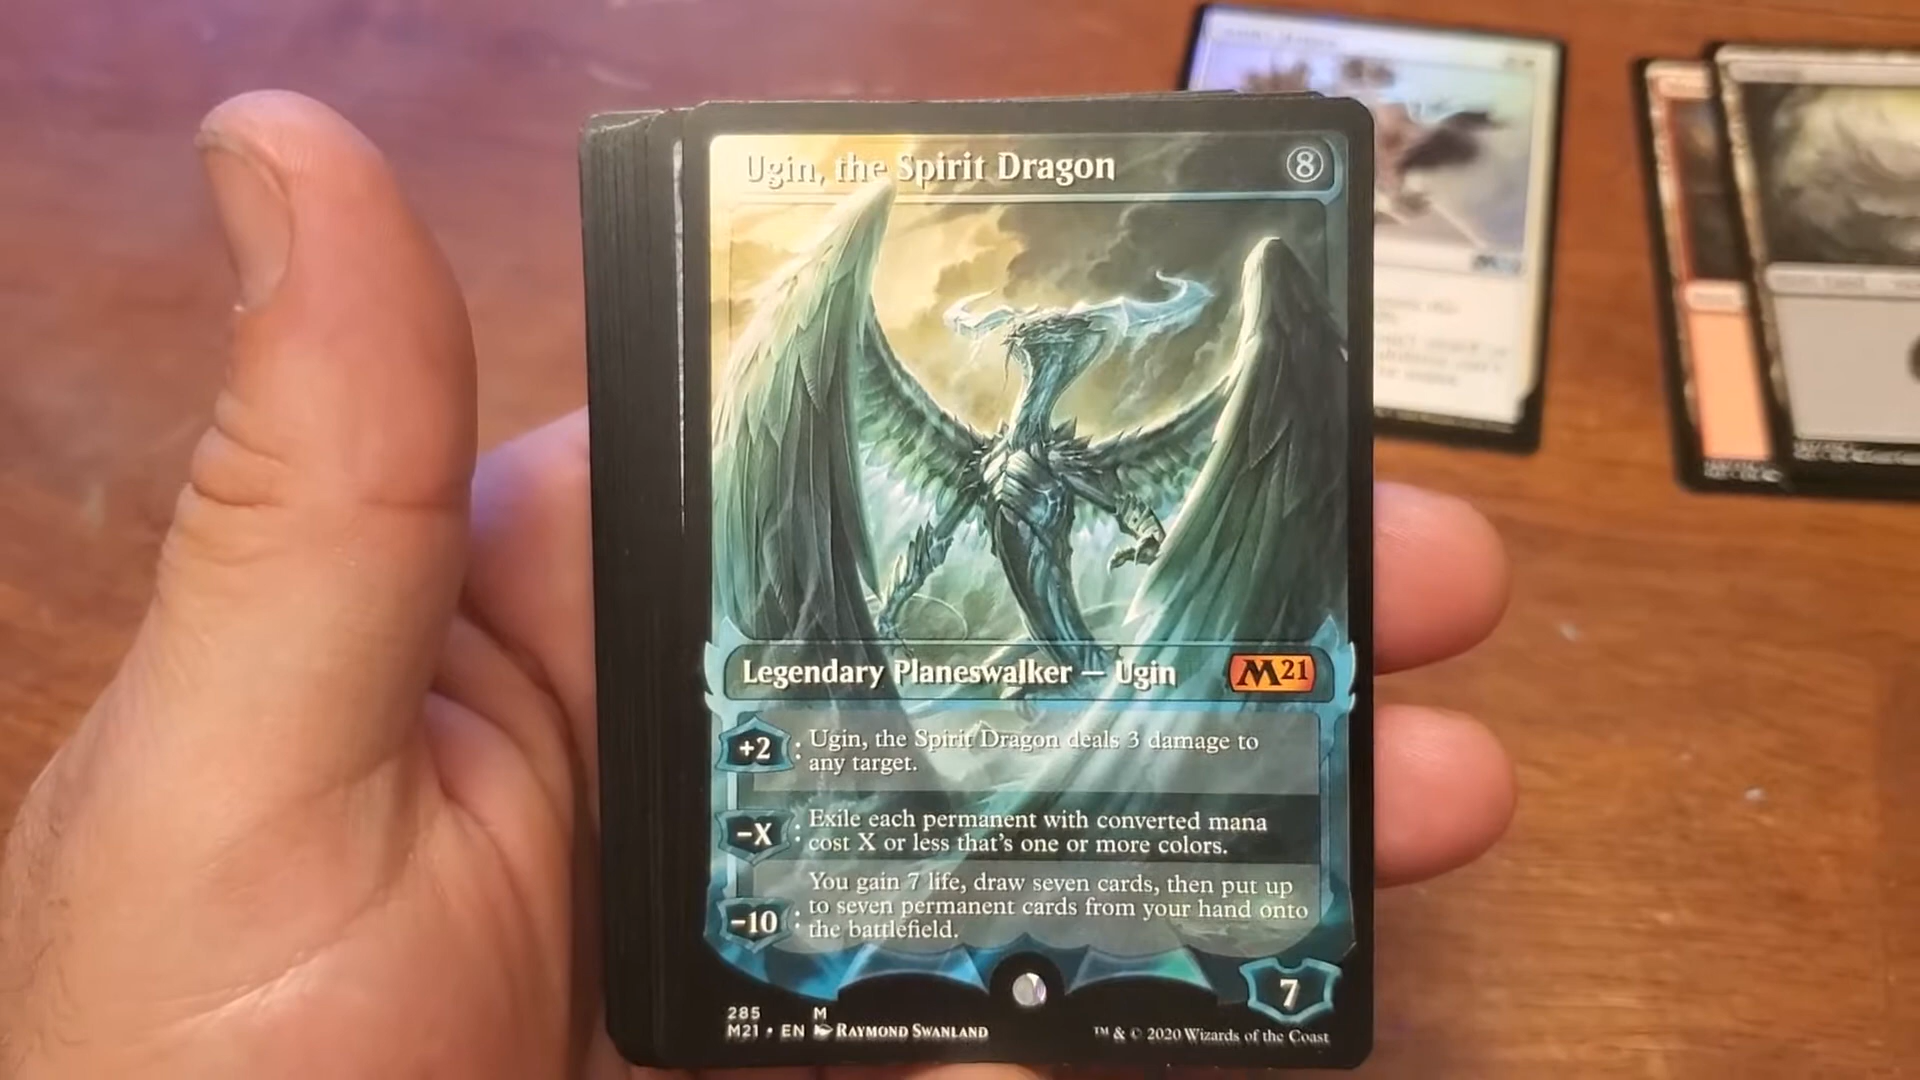 Ugin, the Spirit Dragon 8
Legendary Planeswalker — Ugin M21
+2 : Ugin, the Spirit Dragon deals 3 damage to
any target.
−X : Exile each permanent with converted mana
cost X or less that's one or more colors.
−10 : You gain 7 life, draw seven cards, then put up
to seven permanent cards from your hand onto
the battlefield.
7
285 M
M21 • EN Raymond Swanland ™ & © 2020 Wizards of the Coast